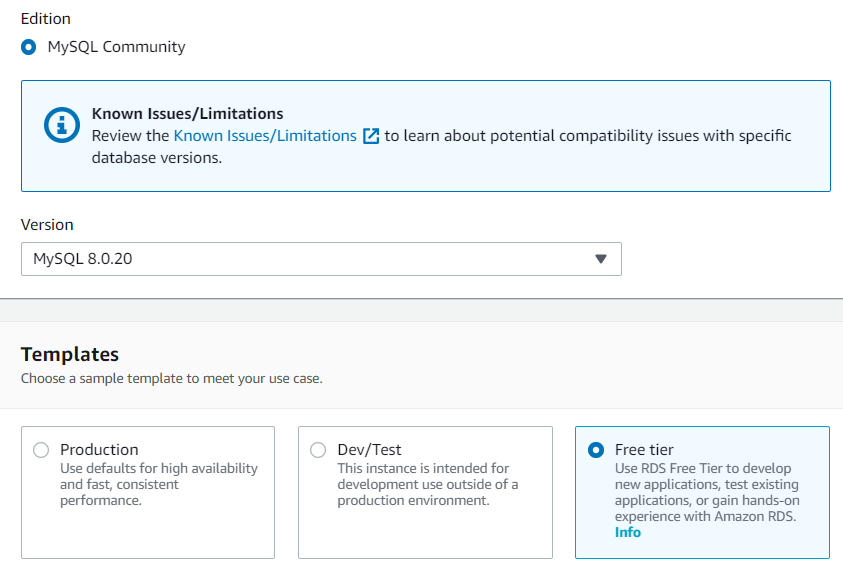 Edition
MySQL Community
Known Issues/Limitations
Review the Known Issues/Limitations to learn about potential compatibility issues with specific
database versions.
Version
MySQL 8.0.20
Templates
Choose a sample template to meet your use case.
Production
Use defaults for high availability
and fast, consistent
performance.
Dev/Test
This instance is intended for
development use outside of a
production environment.
Free tier
Use RDS Free Tier to develop
new applications, test existing
applications, or gain hands-on
experience with Amazon RDS.
Info